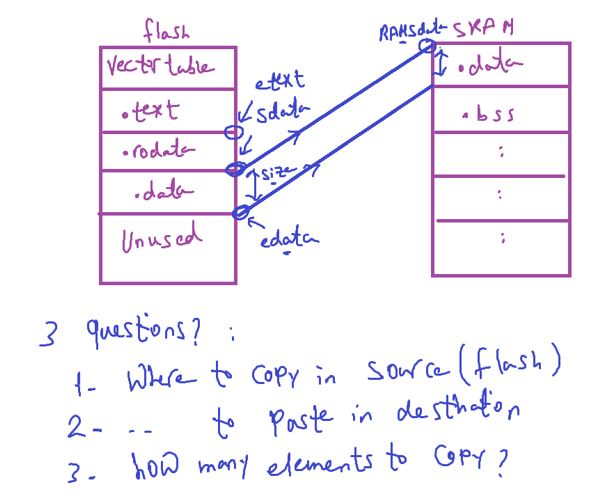 flash
RAMSdata SRAM
Vector table
.data
etext
.text
Sdata
.bss
.rodata
:
size
.data
:
Unused
edata
:
3 questions? :
1- Where to Copy in source (flash)
2- -- to Paste in desthation
3- how many elements to Copy?